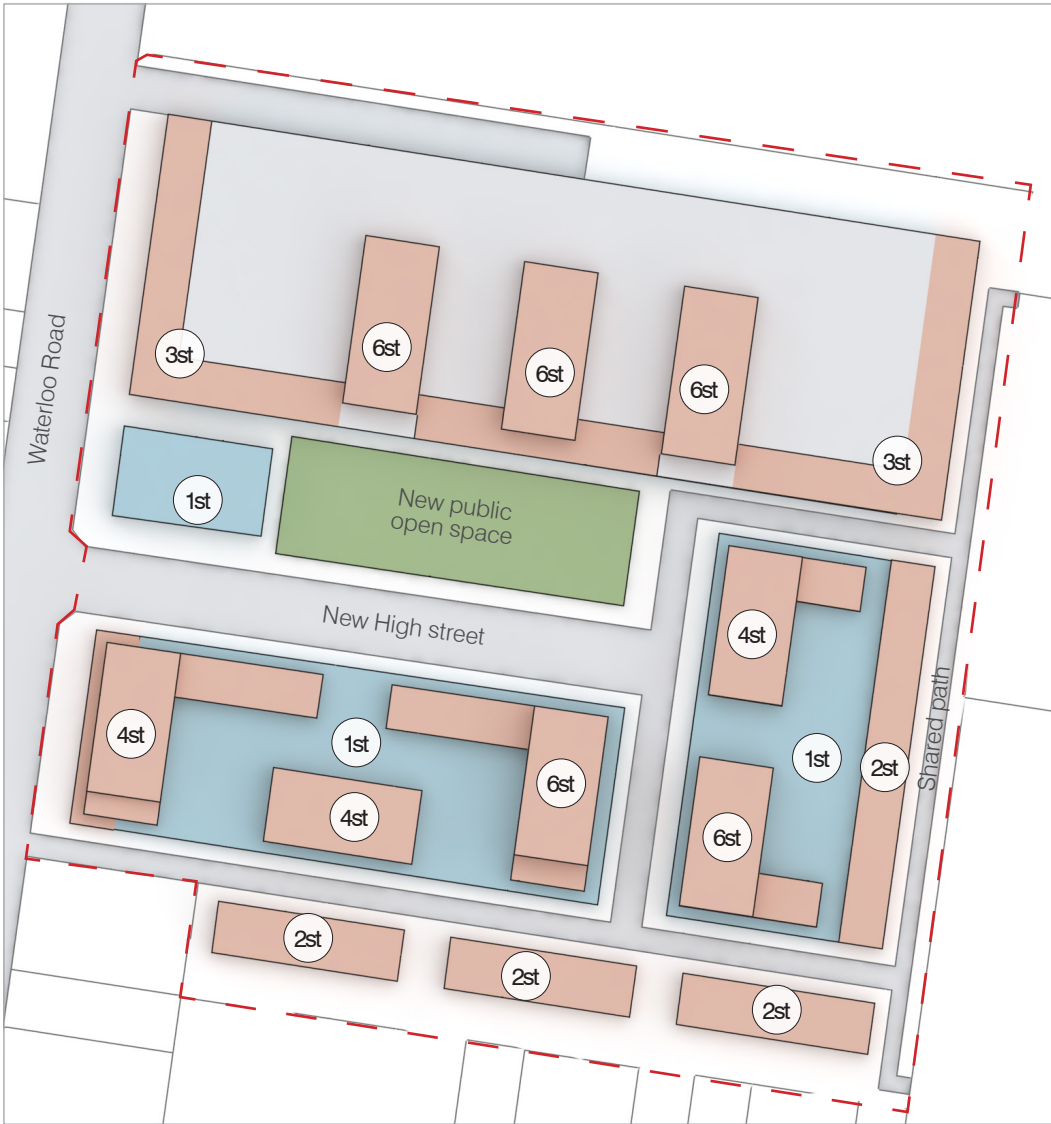 Waterloo Road
3st
6st
6st
6st
3st
1st
New public
open space
New High street
4st
1st
2st
6st
Shared path
4st
1st
4st
6st
2st
2st
2st